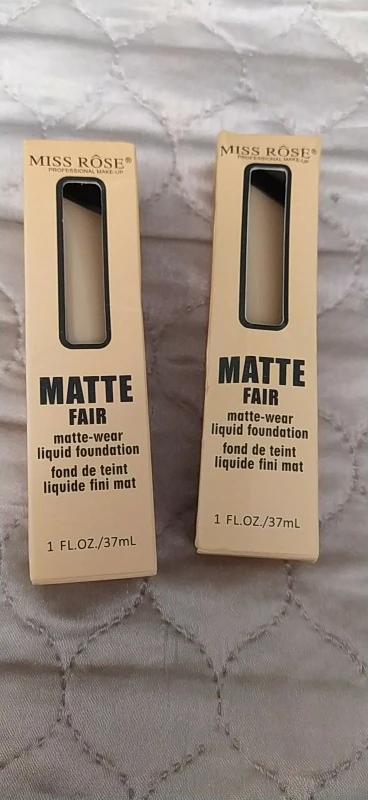 MISS RÔSE®
PROFESSIONAL MAKE-UP
MATTE
FAIR
matte-wear
liquid foundation
fond de teint
liquide fini mat
1 FL.OZ./37mL
MISS RÔSE®
PROFESSIONAL MAKE-UP
MATTE
FAIR
matte-wear
liquid foundation
fond de teint
liquide fini mat
1 FL.OZ./37mL